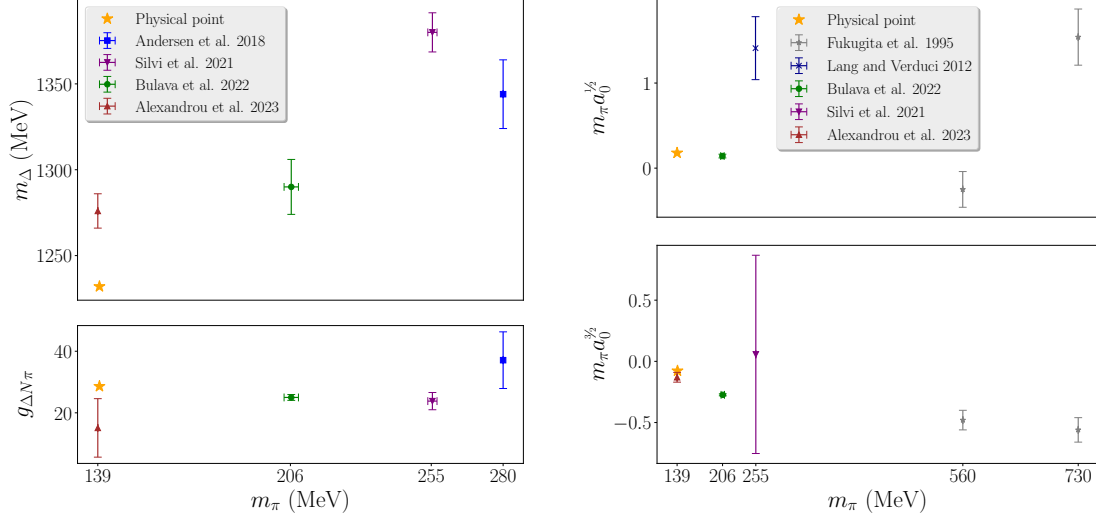 Physical point
Andersen et al. 2018
Silvi et al. 2021
Bulava et al. 2022
Alexandrou et al. 2023
m_Δ (MeV)
1350
1300
1250
g_{ΔNπ}
40
20
139
206
255
280
m_π (MeV)
Physical point
Fukugita et al. 1995
Lang and Verduci 2012
Bulava et al. 2022
Silvi et al. 2021
Alexandrou et al. 2023
m_π a_0^{1/2}
1
0
m_π a_0^{3/2}
0.5
0.0
−0.5
139
206
255
560
730
m_π (MeV)